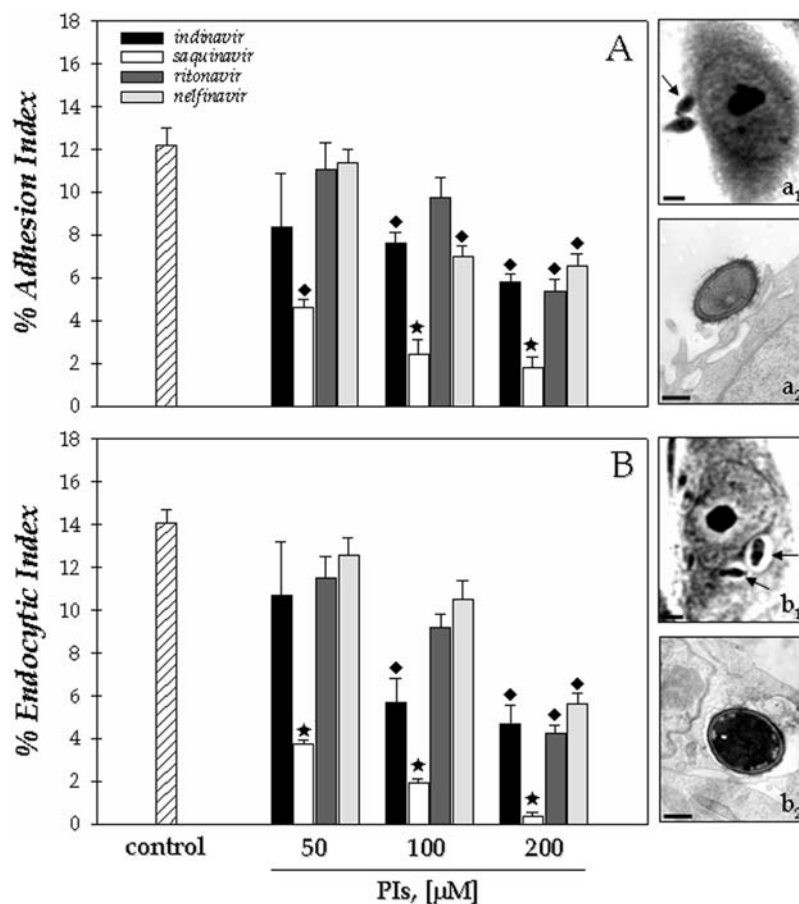 18
16
14
12
10
8
6
4
2
0
% Adhesion Index
indinavir
saquinavir
ritonavir
nelfinavir
A
a1
a2
18
16
14
12
10
8
6
4
2
0
% Endocytic Index
B
b1
b2
control 50 100 200
PIs, [µM]